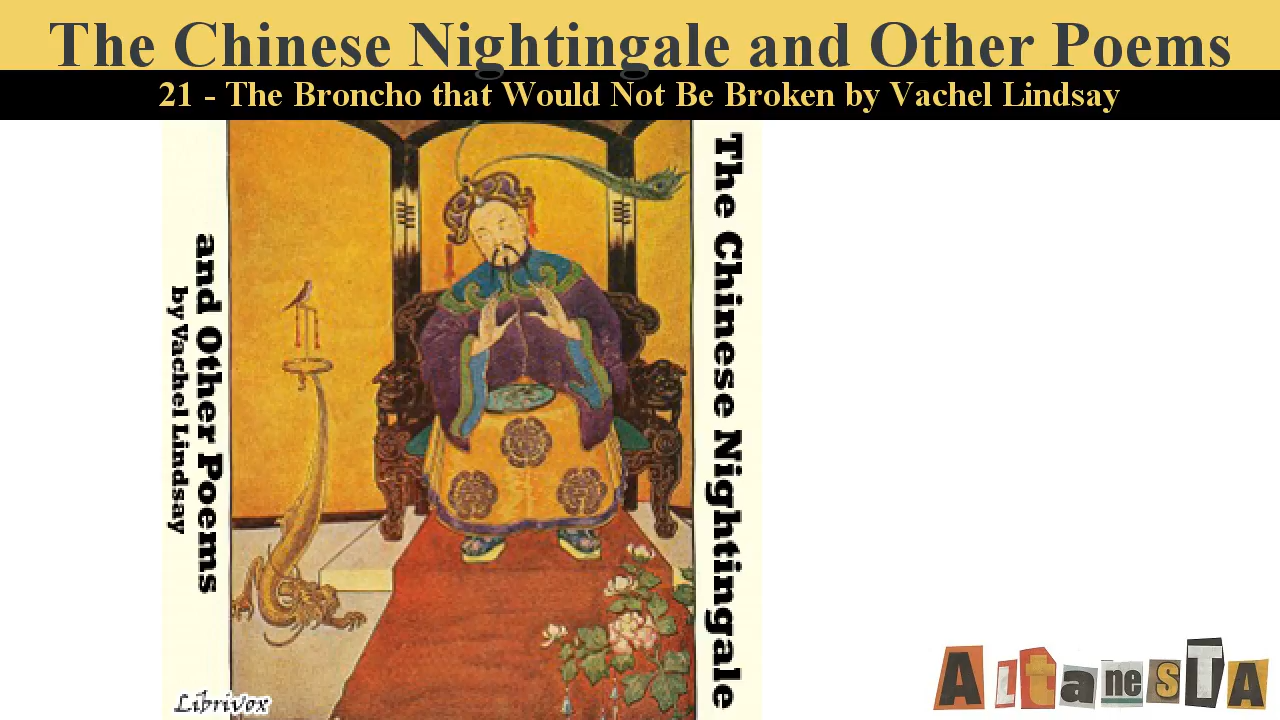 The Chinese Nightingale and Other Poems
21 - The Broncho that Would Not Be Broken by Vachel Lindsay
The Chinese Nightingale
and Other Poems
by Vachel Lindsay
Librivox
AltanesTA